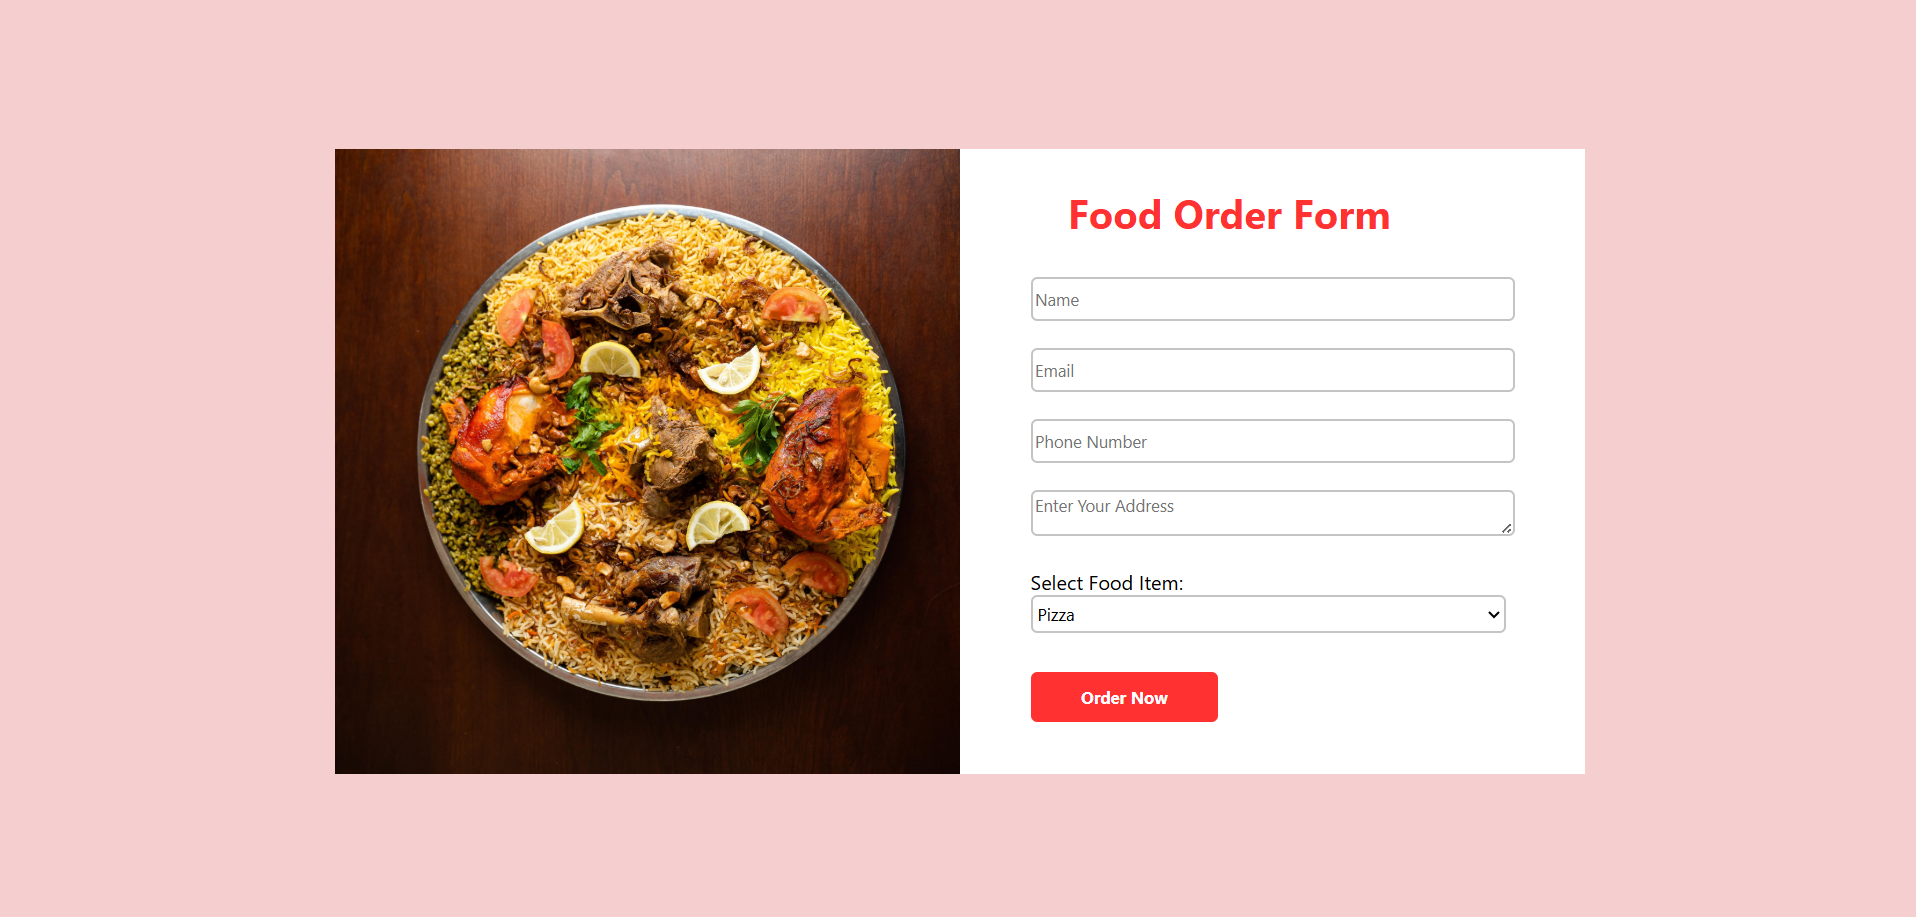 Food Order Form
Name
Email
Phone Number
Enter Your Address
Select Food Item:
Pizza
Order Now